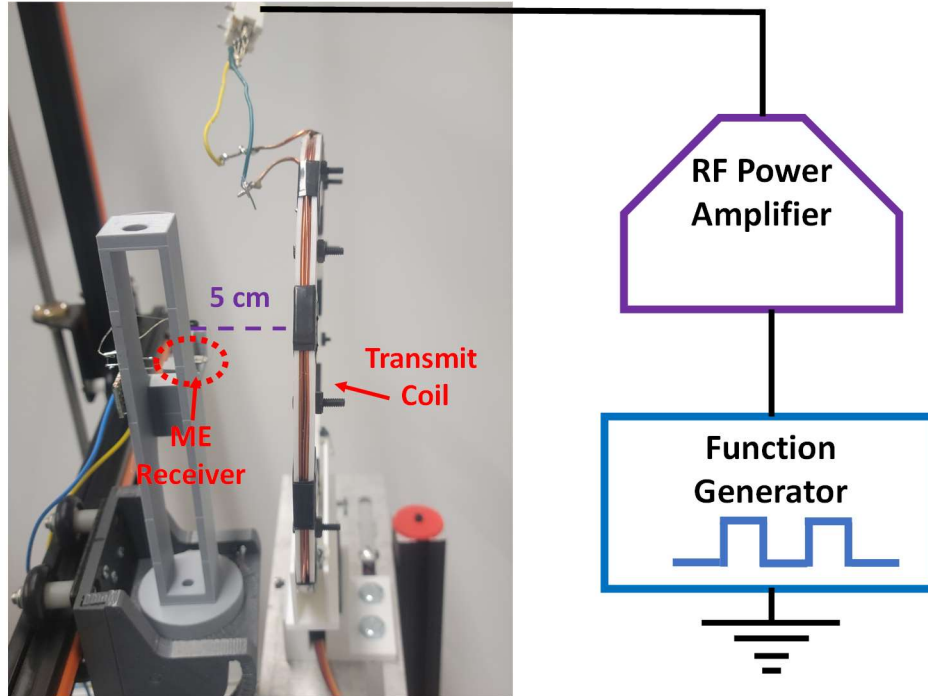 RF Power
Amplifier
5 cm
Transmit
Coil
ME
Receiver
Function
Generator